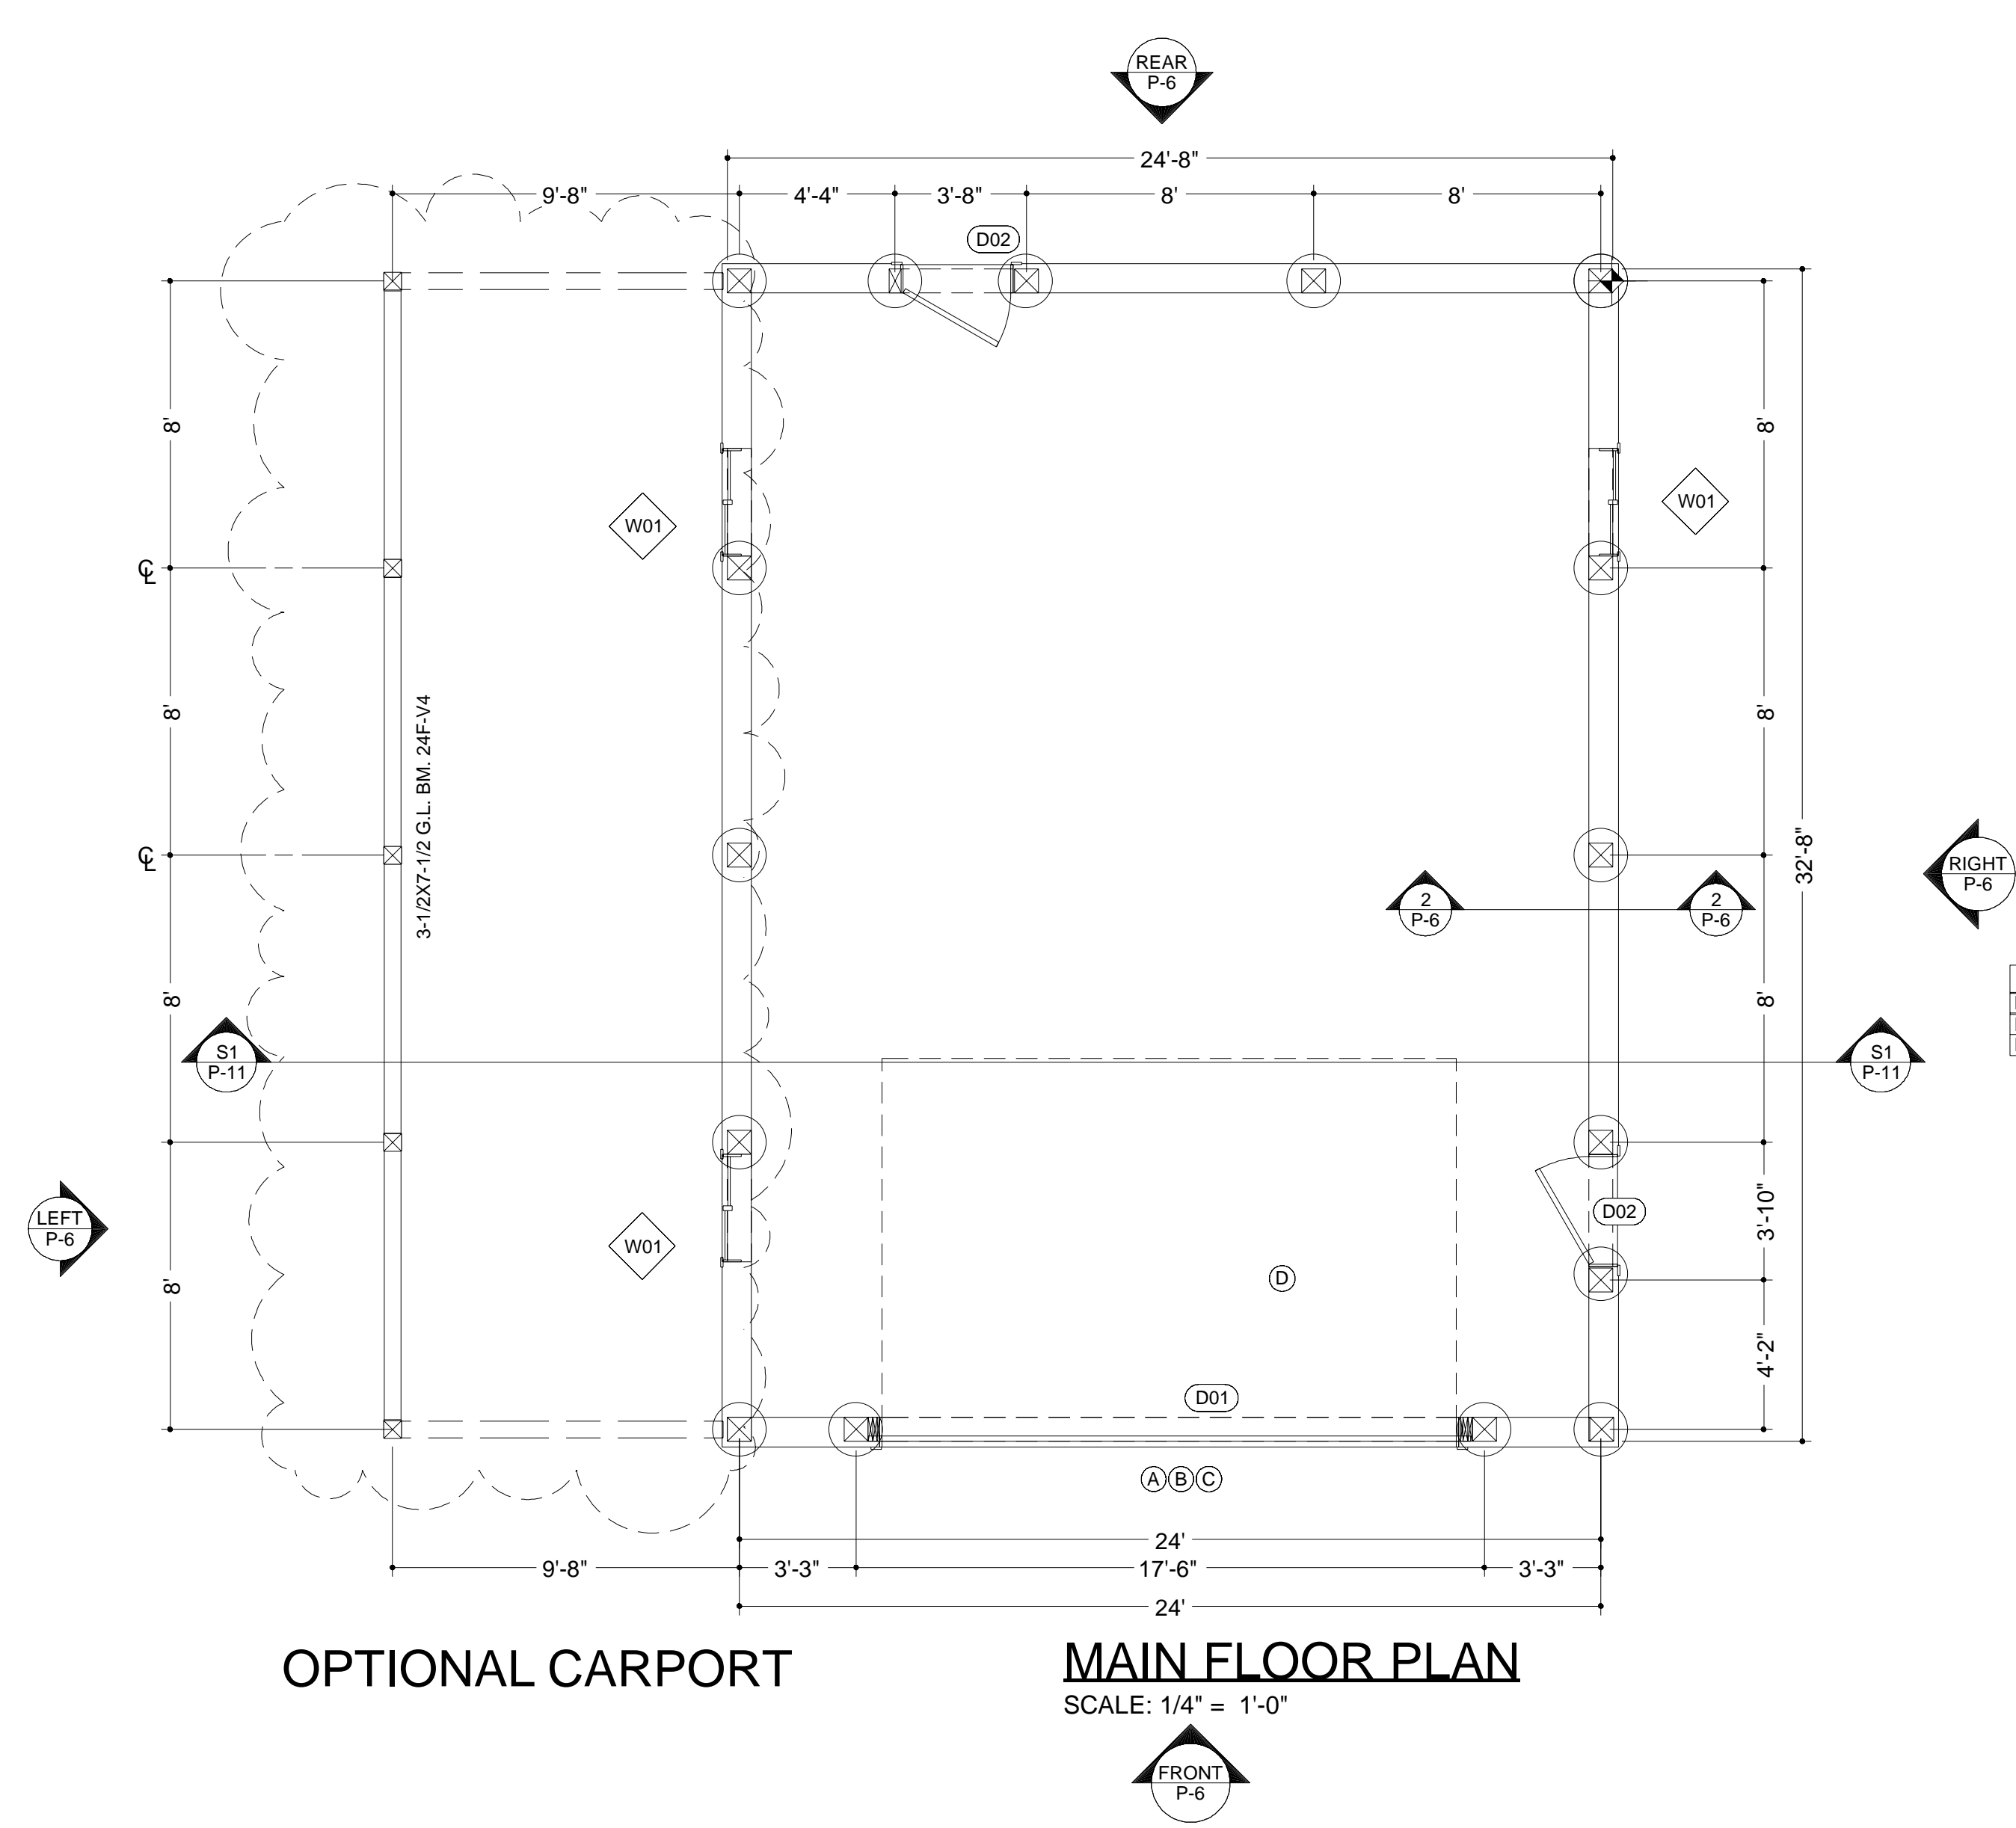 REAR
P-6
24'-8"
9'-8"
4'-4"
3'-8"
8'
8'
D02
8'
8'
W01
W01
℄
8'
8'
3-1/2X7-1/2 G.L. BM. 24F-V4
32'-8"
℄
RIGHT
P-6
2
P-6
2
P-6
8'
8'
S1
P-11
S1
P-11
LEFT
P-6
3'-10"
D02
W01
D
8'
4'-2"
D01
A B C
24'
9'-8"
3'-3"
17'-6"
3'-3"
24'
OPTIONAL CARPORT
MAIN FLOOR PLAN
SCALE: 1/4" = 1'-0"
FRONT
P-6